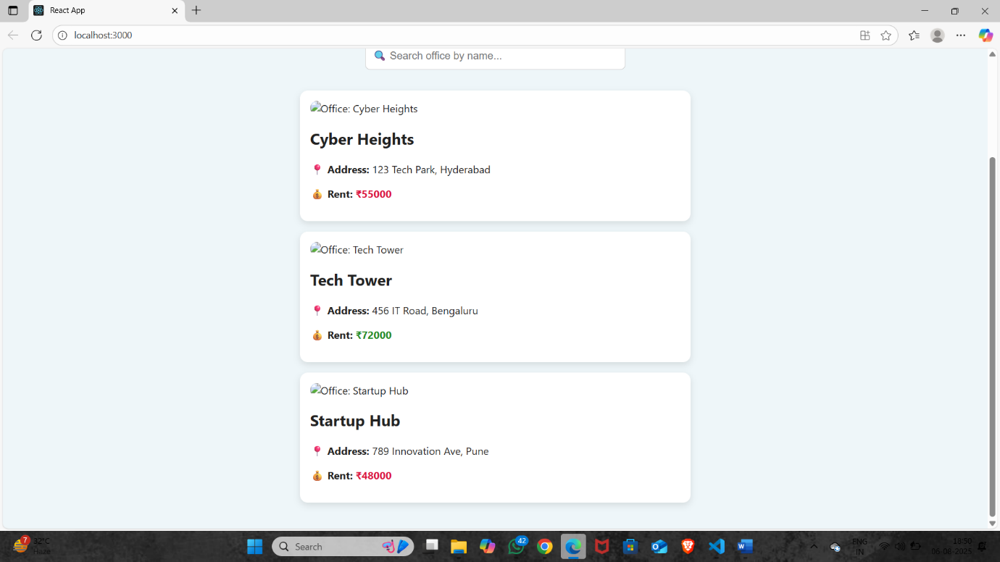 React App
localhost:3000
🔍 Search office by name...
Office: Cyber Heights
Cyber Heights
📍 Address: 123 Tech Park, Hyderabad
💰 Rent: ₹55000
Office: Tech Tower
Tech Tower
📍 Address: 456 IT Road, Bengaluru
💰 Rent: ₹72000
Office: Startup Hub
Startup Hub
📍 Address: 789 Innovation Ave, Pune
💰 Rent: ₹48000
7
32°C
Haze
Search
42
W
ENG
IN
18:50
06-08-2025